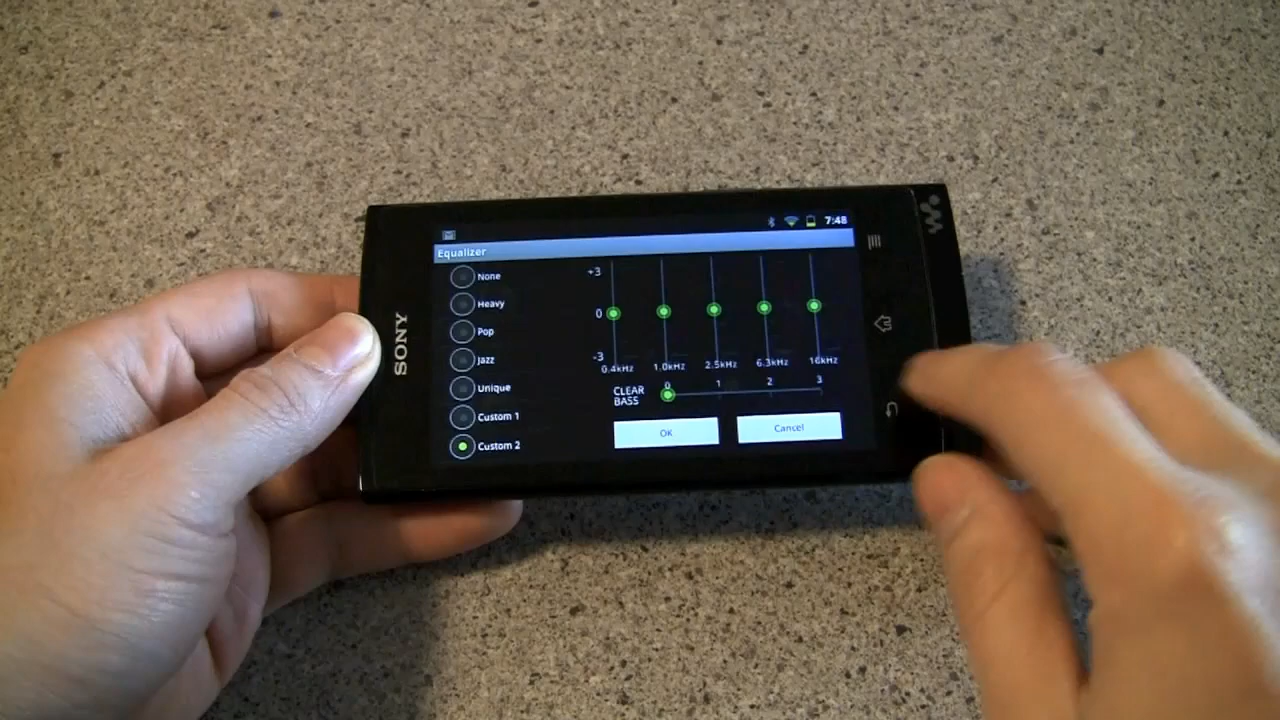 SONY
7:48
Equalizer
None
Heavy
Pop
Jazz
Unique
Custom 1
Custom 2
+3
0
-3
0.4kHz 1.0kHz 2.5kHz 6.3kHz 16kHz
CLEAR
BASS
0 1 2 3
OK Cancel